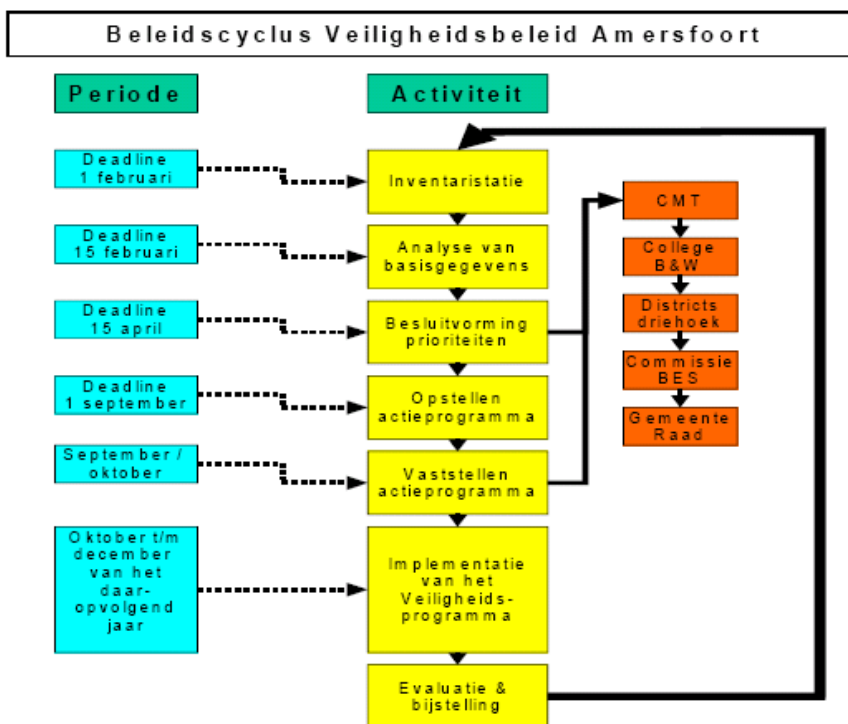 Beleidscyclus Veiligheidsbeleid Amersfoort
Periode
Activiteit
Deadline
1 februari
Inventaristatie
CMT
Deadline
15 februari
Analyse van
basisgegevens
College
B&W
Deadline
15 april
Besluitvorming
prioriteiten
Districts
driehoek
Deadline
1 september
Opstellen
actieprogramma
Commissie
BES
September /
oktober
Vaststellen
actieprogramma
Gemeente
Raad
Oktober t/m
december
van het
daar-
opvolgend
jaar
Implementatie
van het
Veiligheids-
programma
Evaluatie &
bijstelling